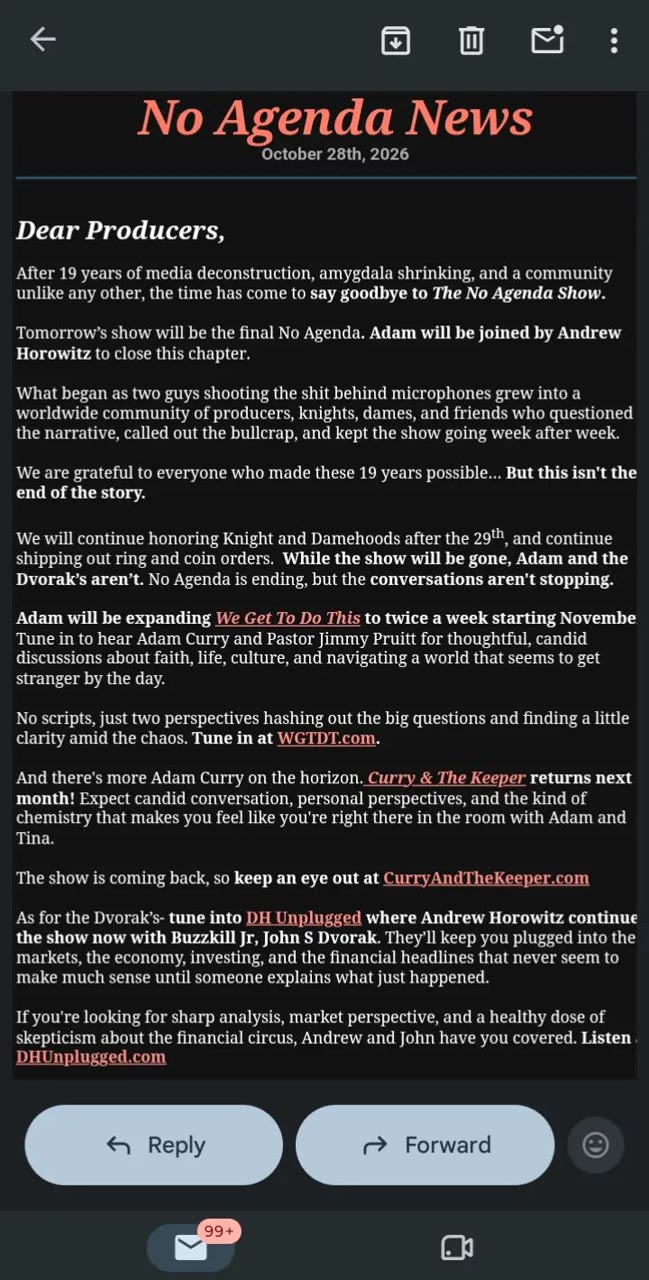 No Agenda News
October 28th, 2026
Dear Producers,
After 19 years of media deconstruction, amygdala shrinking, and a community
unlike any other, the time has come to say goodbye to The No Agenda Show.
Tomorrow’s show will be the final No Agenda. Adam will be joined by Andrew
Horowitz to close this chapter.
What began as two guys shooting the shit behind microphones grew into a
worldwide community of producers, knights, dames, and friends who questioned
the narrative, called out the bullcrap, and kept the show going week after week.
We are grateful to everyone who made these 19 years possible... But this isn't the
end of the story.
We will continue honoring Knight and Damehoods after the 29th, and continue
shipping out ring and coin orders. While the show will be gone, Adam and the
Dvorak’s aren’t. No Agenda is ending, but the conversations aren't stopping.
Adam will be expanding We Get To Do This to twice a week starting Novembe
Tune in to hear Adam Curry and Pastor Jimmy Pruitt for thoughtful, candid
discussions about faith, life, culture, and navigating a world that seems to get
stranger by the day.
No scripts, just two perspectives hashing out the big questions and finding a little
clarity amid the chaos. Tune in at WGTDT.com.
And there's more Adam Curry on the horizon. Curry & The Keeper returns next
month! Expect candid conversation, personal perspectives, and the kind of
chemistry that makes you feel like you're right there in the room with Adam and
Tina.
The show is coming back, so keep an eye out at CurryAndTheKeeper.com
As for the Dvorak’s- tune into DH Unplugged where Andrew Horowitz continue
the show now with Buzzkill Jr, John S Dvorak. They’ll keep you plugged into the
markets, the economy, investing, and the financial headlines that never seem to
make much sense until someone explains what just happened.
If you're looking for sharp analysis, market perspective, and a healthy dose of
skepticism about the financial circus, Andrew and John have you covered. Listen
DHUnplugged.com
Reply
Forward
99+